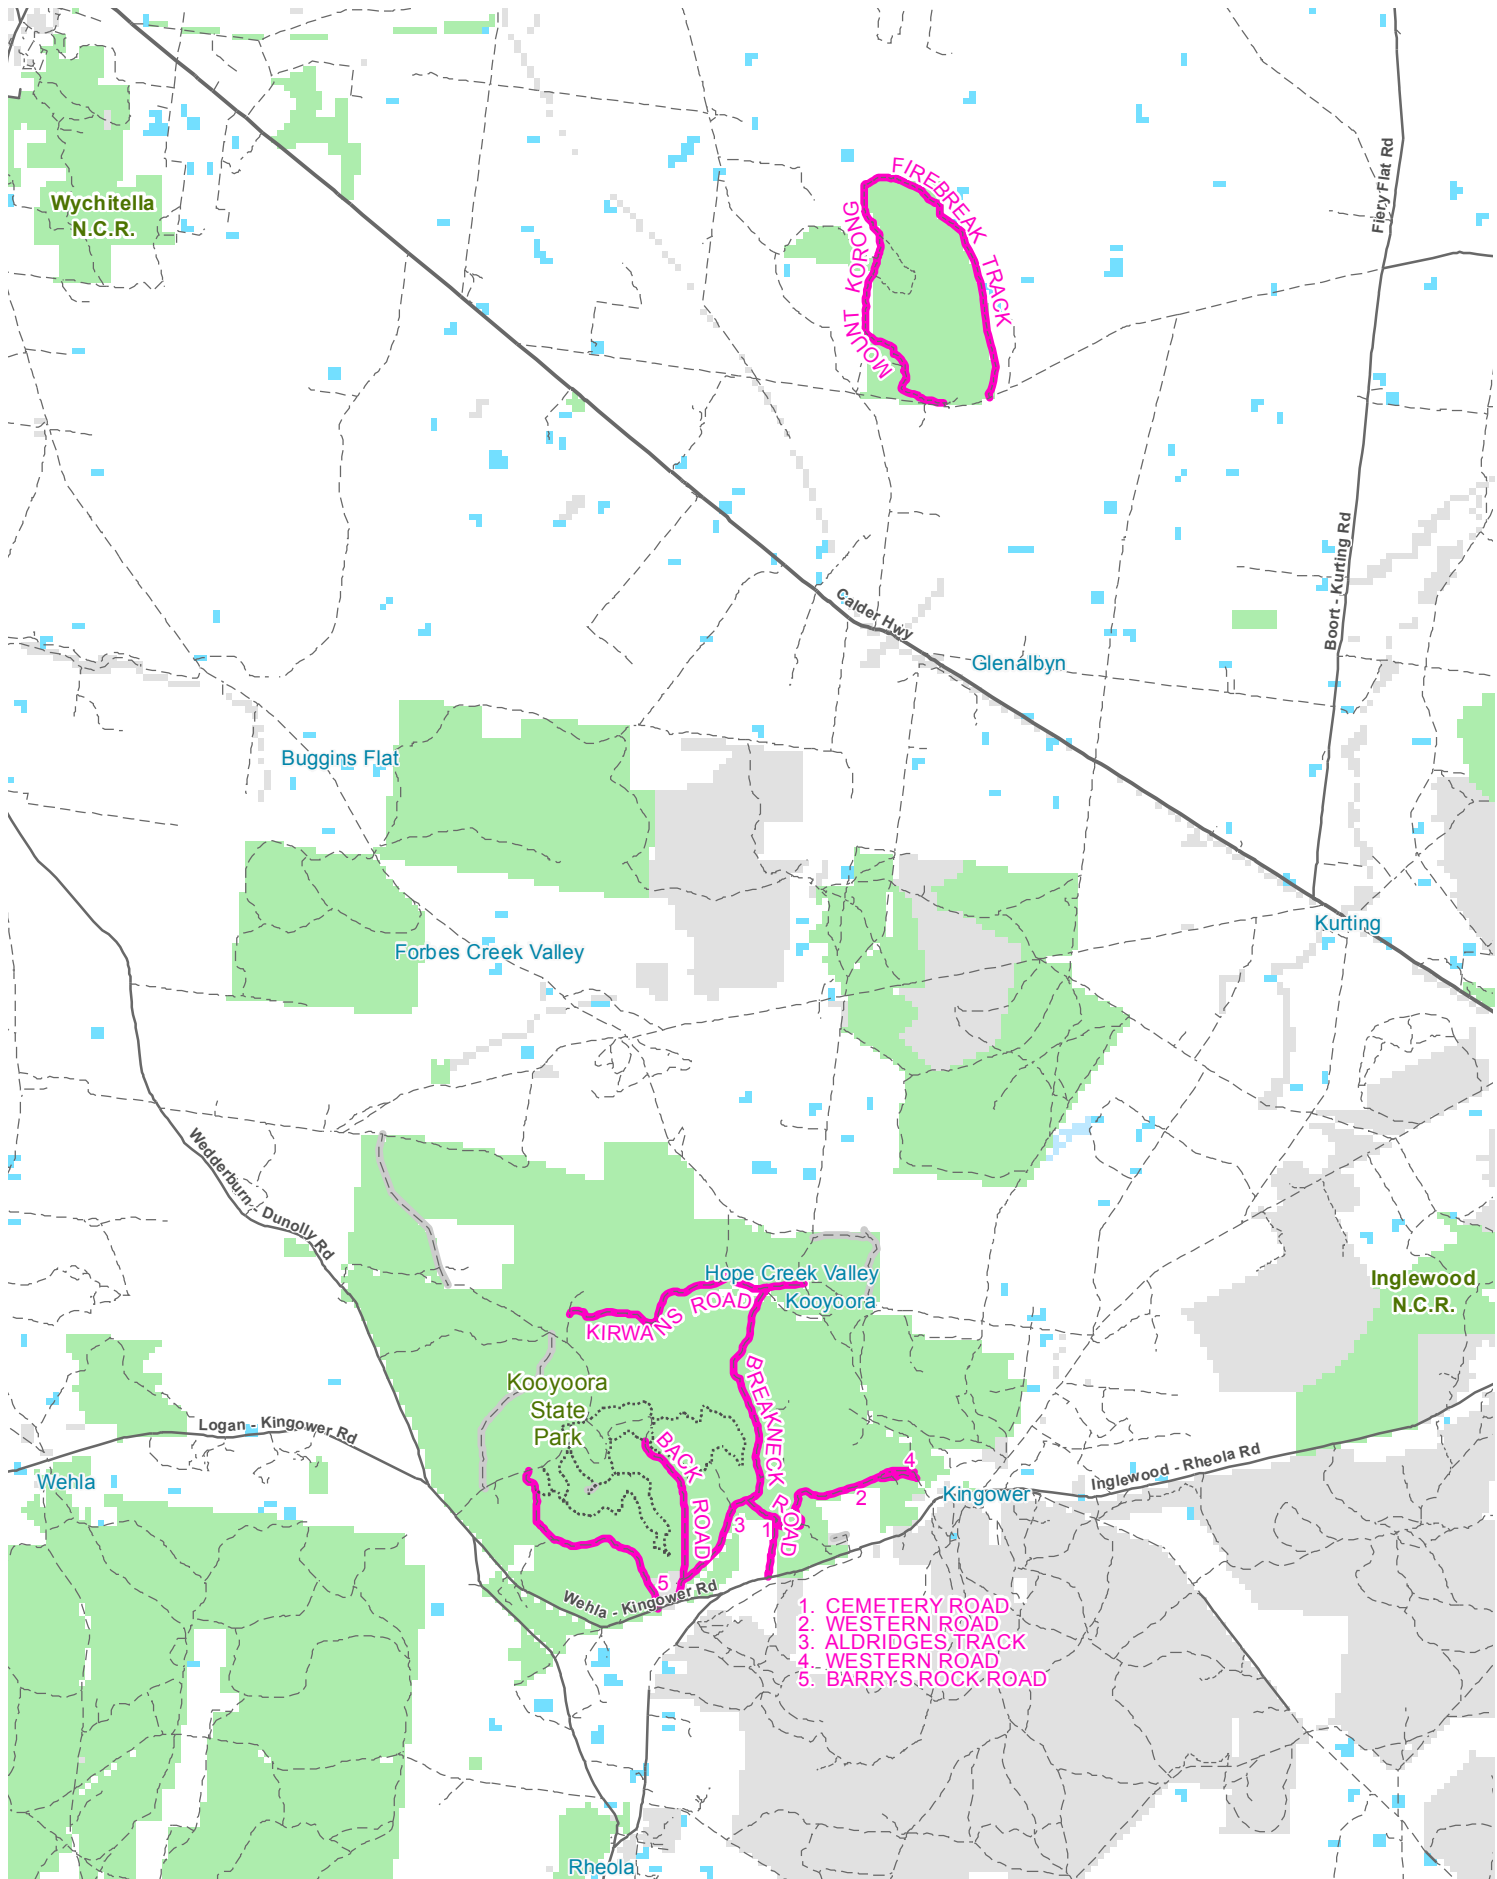 FIREBREAK TRACK
MOUNT KORONG
Fiery Flat Rd
Wychitella
N.C.R.
Boort - Kurting Rd
Calder Hwy
Glenalbyn
Buggins Flat
Kurting
Forbes Creek Valley
Wedderburn - Dunolly Rd
Hope Creek Valley
Kooyoora
Inglewood
N.C.R.
KIRWANS ROAD
BREAKNECK ROAD
Kooyoora
State
Park
Logan - Kingower Rd
BACK ROAD
Inglewood - Rheola Rd
4
Wehla
Kingower
2
3
1
5
Wehla - Kingower Rd
1. CEMETERY ROAD
2. WESTERN ROAD
3. ALDRIDGES TRACK
4. WESTERN ROAD
5. BARRYS ROCK ROAD
Rheola